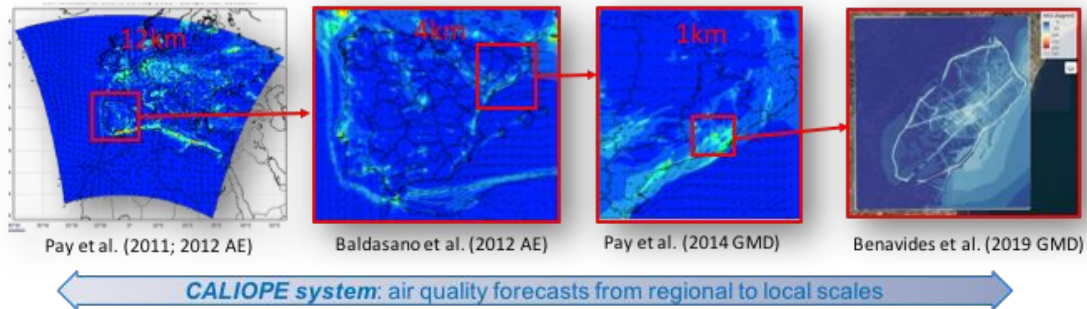 12km
4km
1km
Pay et al. (2011; 2012 AE)
Baldasano et al. (2012 AE)
Pay et al. (2014 GMD)
Benavides et al. (2019 GMD)
CALIOPE system: air quality forecasts from regional to local scales